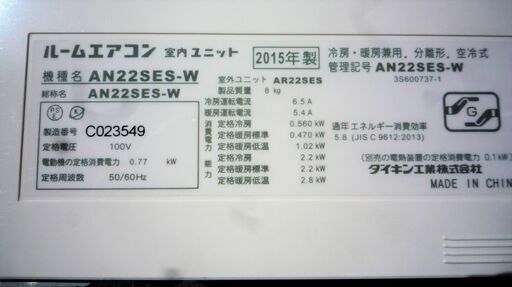 ルームエアコン 室内ユニット 2015年製 冷房・暖房兼用, 分離形, 空冷式
機種名 AN22SES-W 室外ユニット AR22SES 管理記号 AN22SES-W
総称名 AN22SES-W 製品質量 8 kg 3S600737-1
PS E
製造番号 C023549
定格電圧 100V
電動機の定格消費電力 0.77 kW
定格周波数 50/60Hz
冷房運転電流 6.5 A
暖房運転電流 5.4 A
消費電力
定格冷房 0.560 kW
定格暖房標準 0.470 kW
定格暖房低温 1.02 kW
能力
定格冷房 2.2 kW
定格暖房標準 2.2 kW
定格暖房低温 2.8 kW
通年エネルギー消費効率
5.8 (JIS C 9612:2013)
G
(別売の電熱装置の定格消費電力 0.1kW)
ダイキン工業株式会社
MADE IN CHIN